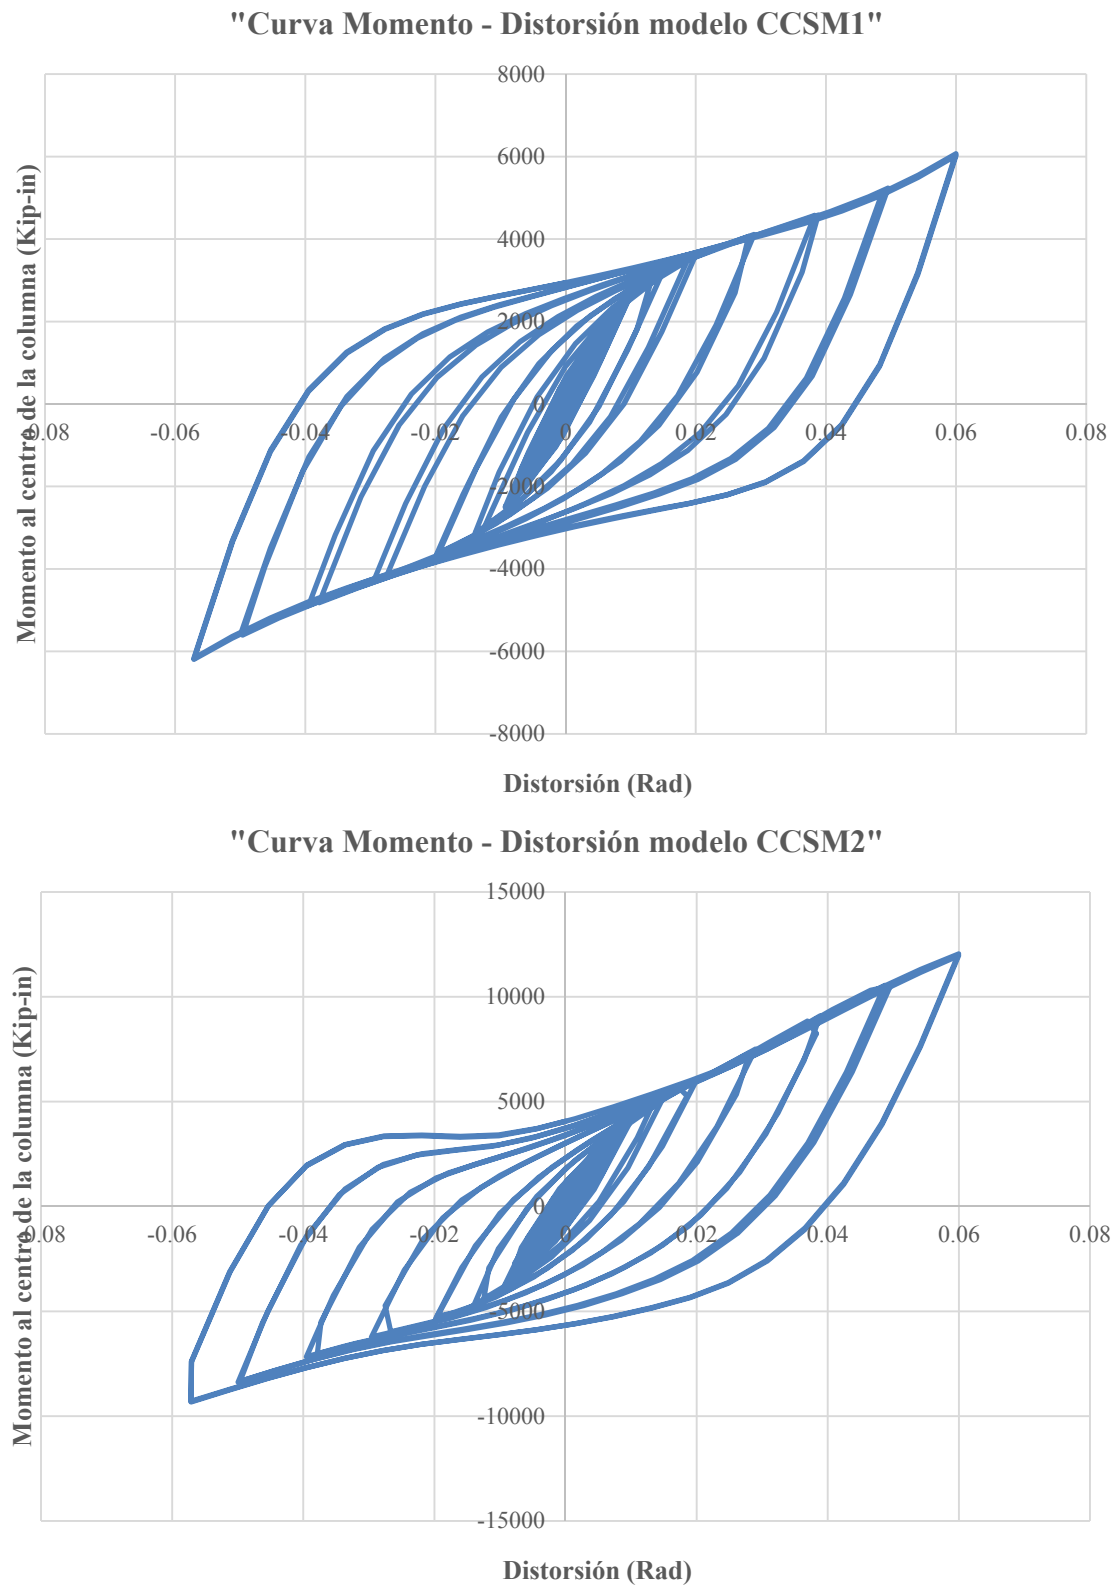 "Curva Momento - Distorsión modelo CCSM1"
8000
6000
4000
2000
0
-2000
-4000
-6000
-8000
-0.08 -0.06 -0.04 -0.02 0 0.02 0.04 0.06 0.08
Momento al centro de la columna (Kip-in)
Distorsión (Rad)
"Curva Momento - Distorsión modelo CCSM2"
15000
10000
5000
0
-5000
-10000
-15000
-0.08 -0.06 -0.04 -0.02 0 0.02 0.04 0.06 0.08
Momento al centro de la columna (Kip-in)
Distorsión (Rad)